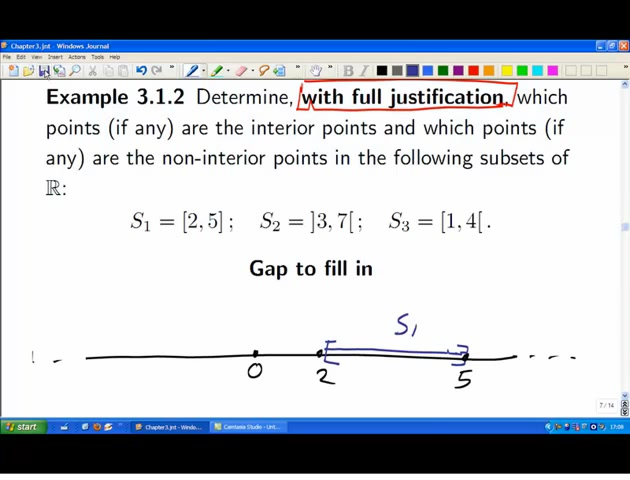 Chapter3.jnt - Windows Journal
File Edit View Insert Actions Tools Help
Example 3.1.2 Determine, with full justification, which
points (if any) are the interior points and which points (if
any) are the non-interior points in the following subsets of
ℝ:
S₁ = [2, 5] ; S₂ = ]3, 7[ ; S₃ = [1, 4[ .
Gap to fill in
S₁
0 2 5
7 / 14
start Chapter3.jnt - Windo... Camtasia Studio - Unt... 17:08